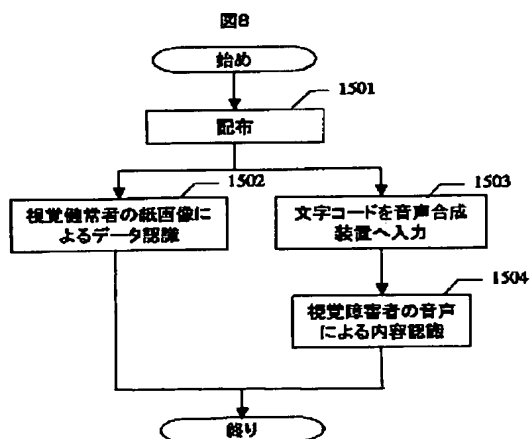 図8
始め
1501
配布
1502
視覚健常者の紙画像に
よるデータ認識
1503
文字コードを音声合成
装置へ入力
1504
視覚障害者の音声
による内容認識
終り